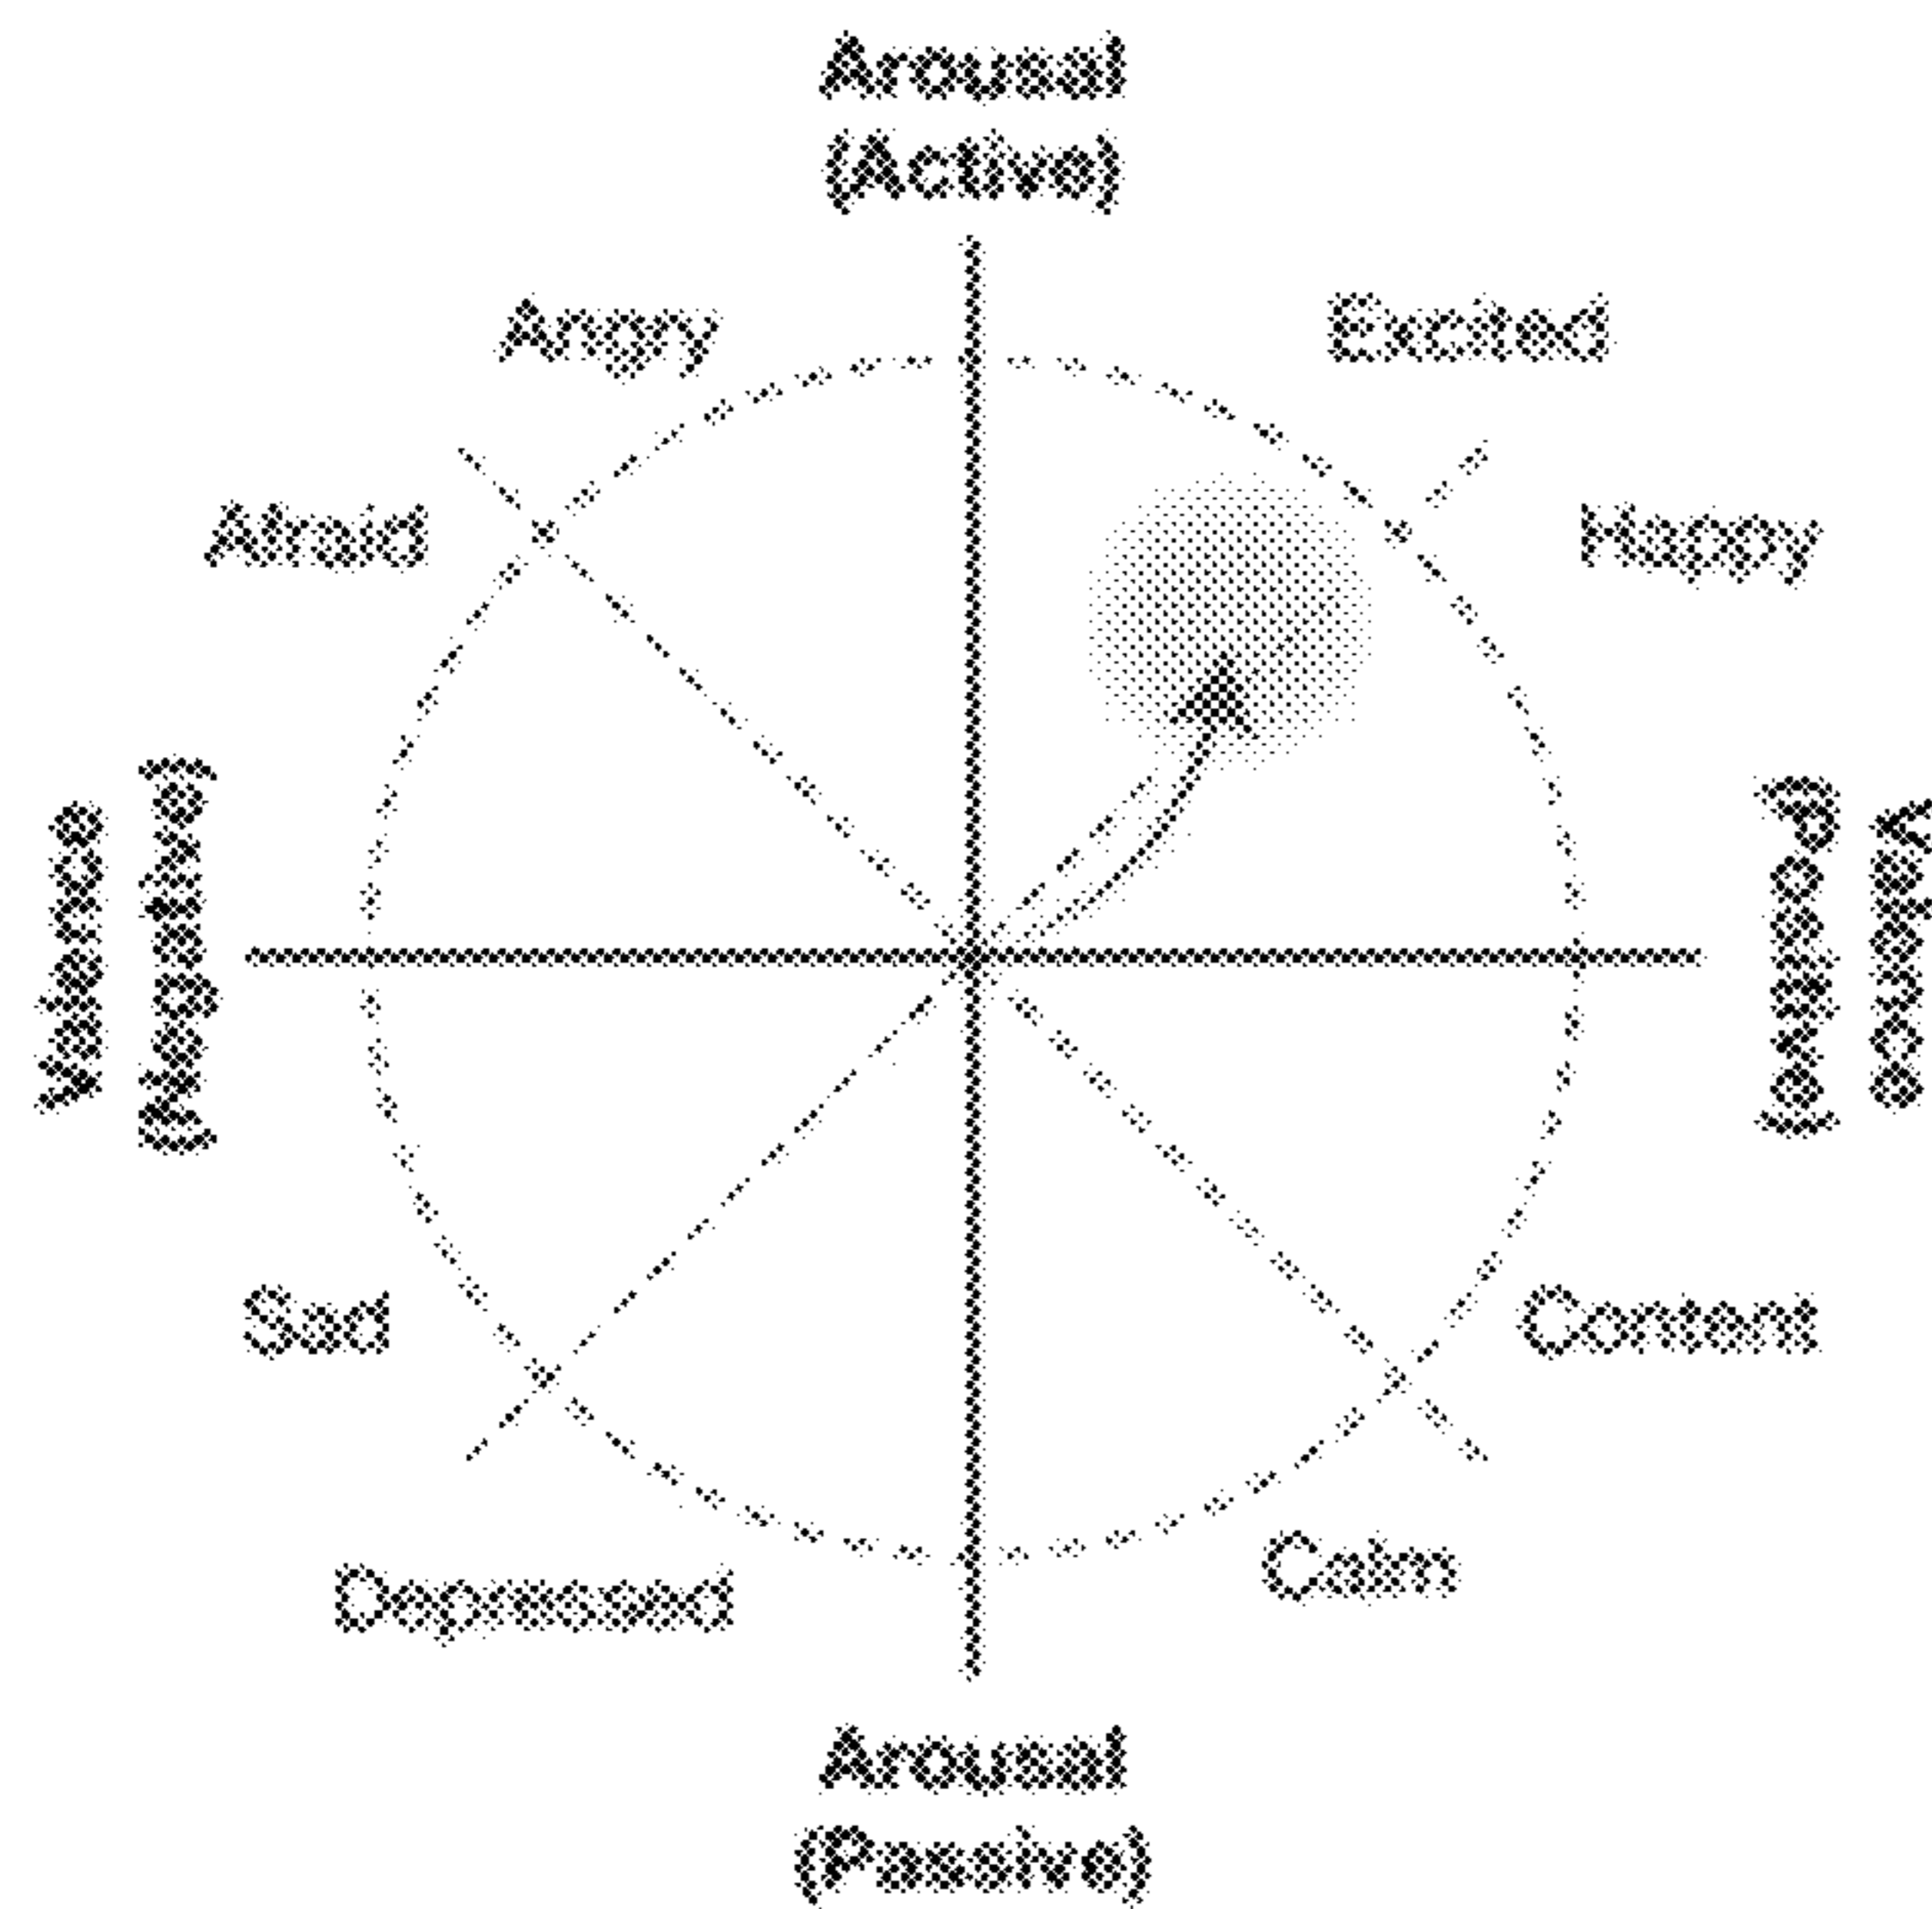 Arousal
(Active)
Angry
Excited
Afraid
Happy
Valence
(Negative)
Valence
(Positive)
Sad
Content
Depressed
Calm
Arousal
(Passive)